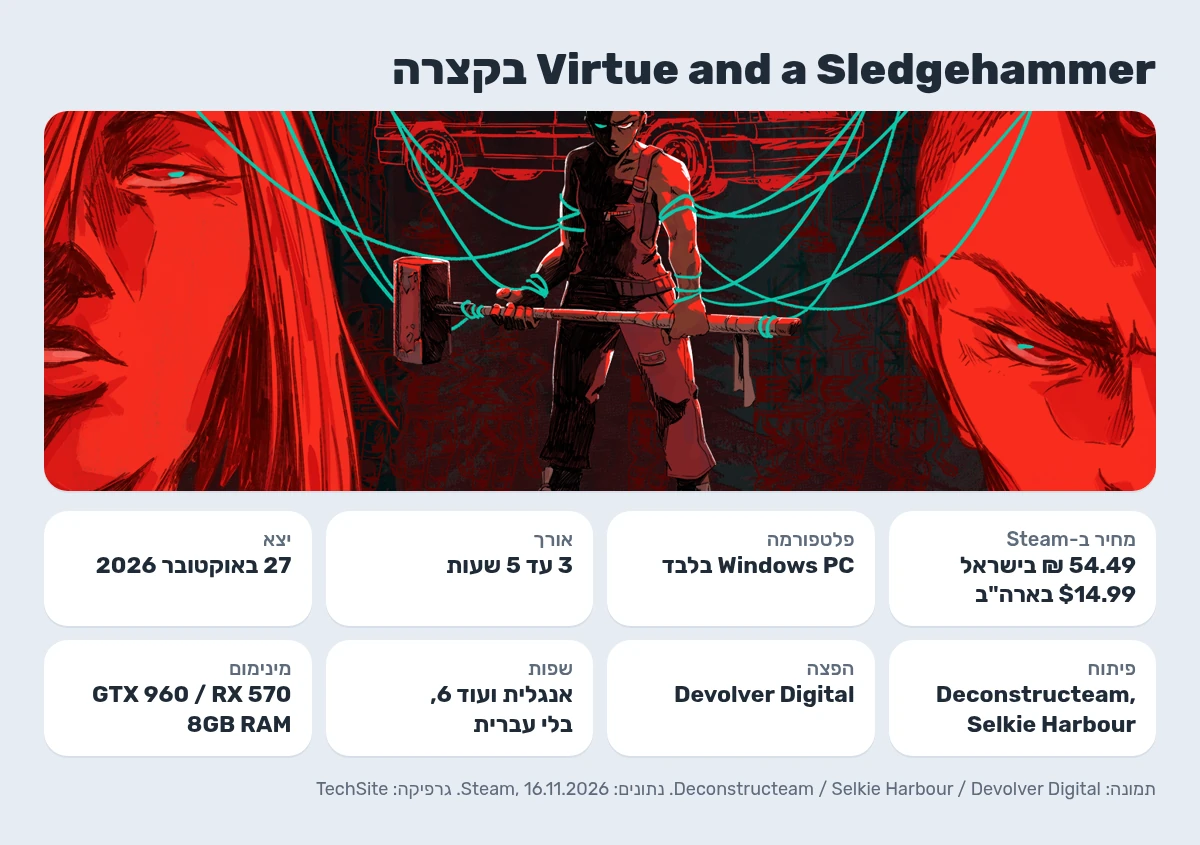 Virtue and a Sledgehammer בקצרה
מחיר ב-Steam
54.49 ₪ בישראל
$14.99 בארה"ב
פלטפורמה
Windows PC בלבד
אורך
3 עד 5 שעות
יצא
27 באוקטובר 2026
פיתוח
Deconstructeam,
Selkie Harbour
הפצה
Devolver Digital
שפות
אנגלית ועוד 6,
בלי עברית
מינימום
GTX 960 / RX 570
8GB RAM
תמונה: Deconstructeam / Selkie Harbour / Devolver Digital. נתונים: Steam, 16.11.2026. גרפיקה: TechSite